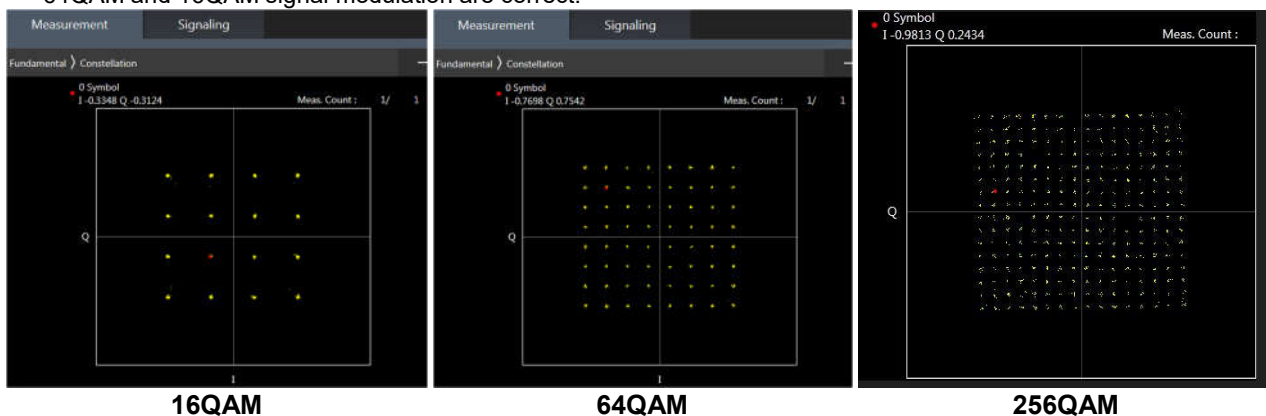 64QAM and 16QAM signal modulation are correct.
Measurement Signaling
Fundamental 〉 Constellation
0 Symbol
I -0.3348 Q -0.3124 Meas. Count : 1/ 1
Q
I
16QAM
Measurement Signaling
Fundamental 〉 Constellation
0 Symbol
I -0.7698 Q 0.7542 Meas. Count : 1/ 1
Q
I
64QAM
0 Symbol
I -0.9813 Q 0.2434 Meas. Count :
Q
256QAM